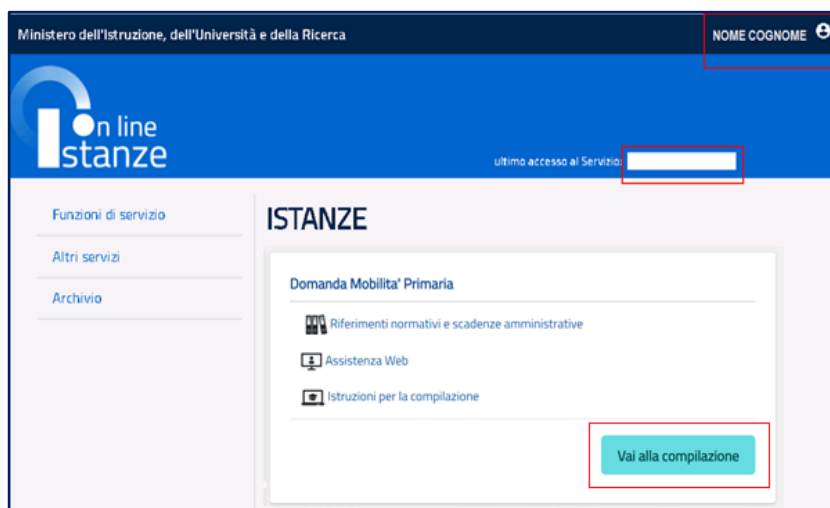 Ministero dell'Istruzione, dell'Università e della Ricerca
NOME COGNOME
on line
Istanze
ultimo accesso al Servizio:
Funzioni di servizio
Altri servizi
Archivio
ISTANZE
Domanda Mobilita' Primaria
Riferimenti normativi e scadenze amministrative
Assistenza Web
Istruzioni per la compilazione
Vai alla compilazione